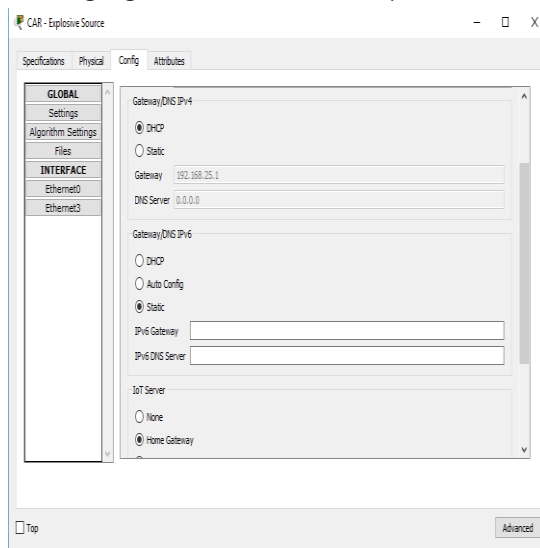 CAR - Explosive Source
Specifications Physical Config Attributes
GLOBAL
Settings
Algorithm Settings
Files
INTERFACE
Ethernet0
Ethernet3
Gateway/DNS IPv4
DHCP
Static
Gateway 192.168.25.1
DNS Server 0.0.0.0
Gateway/DNS IPv6
DHCP
Auto Config
Static
IPv6 Gateway
IPv6 DNS Server
IoT Server
None
Home Gateway
Top
Advanced